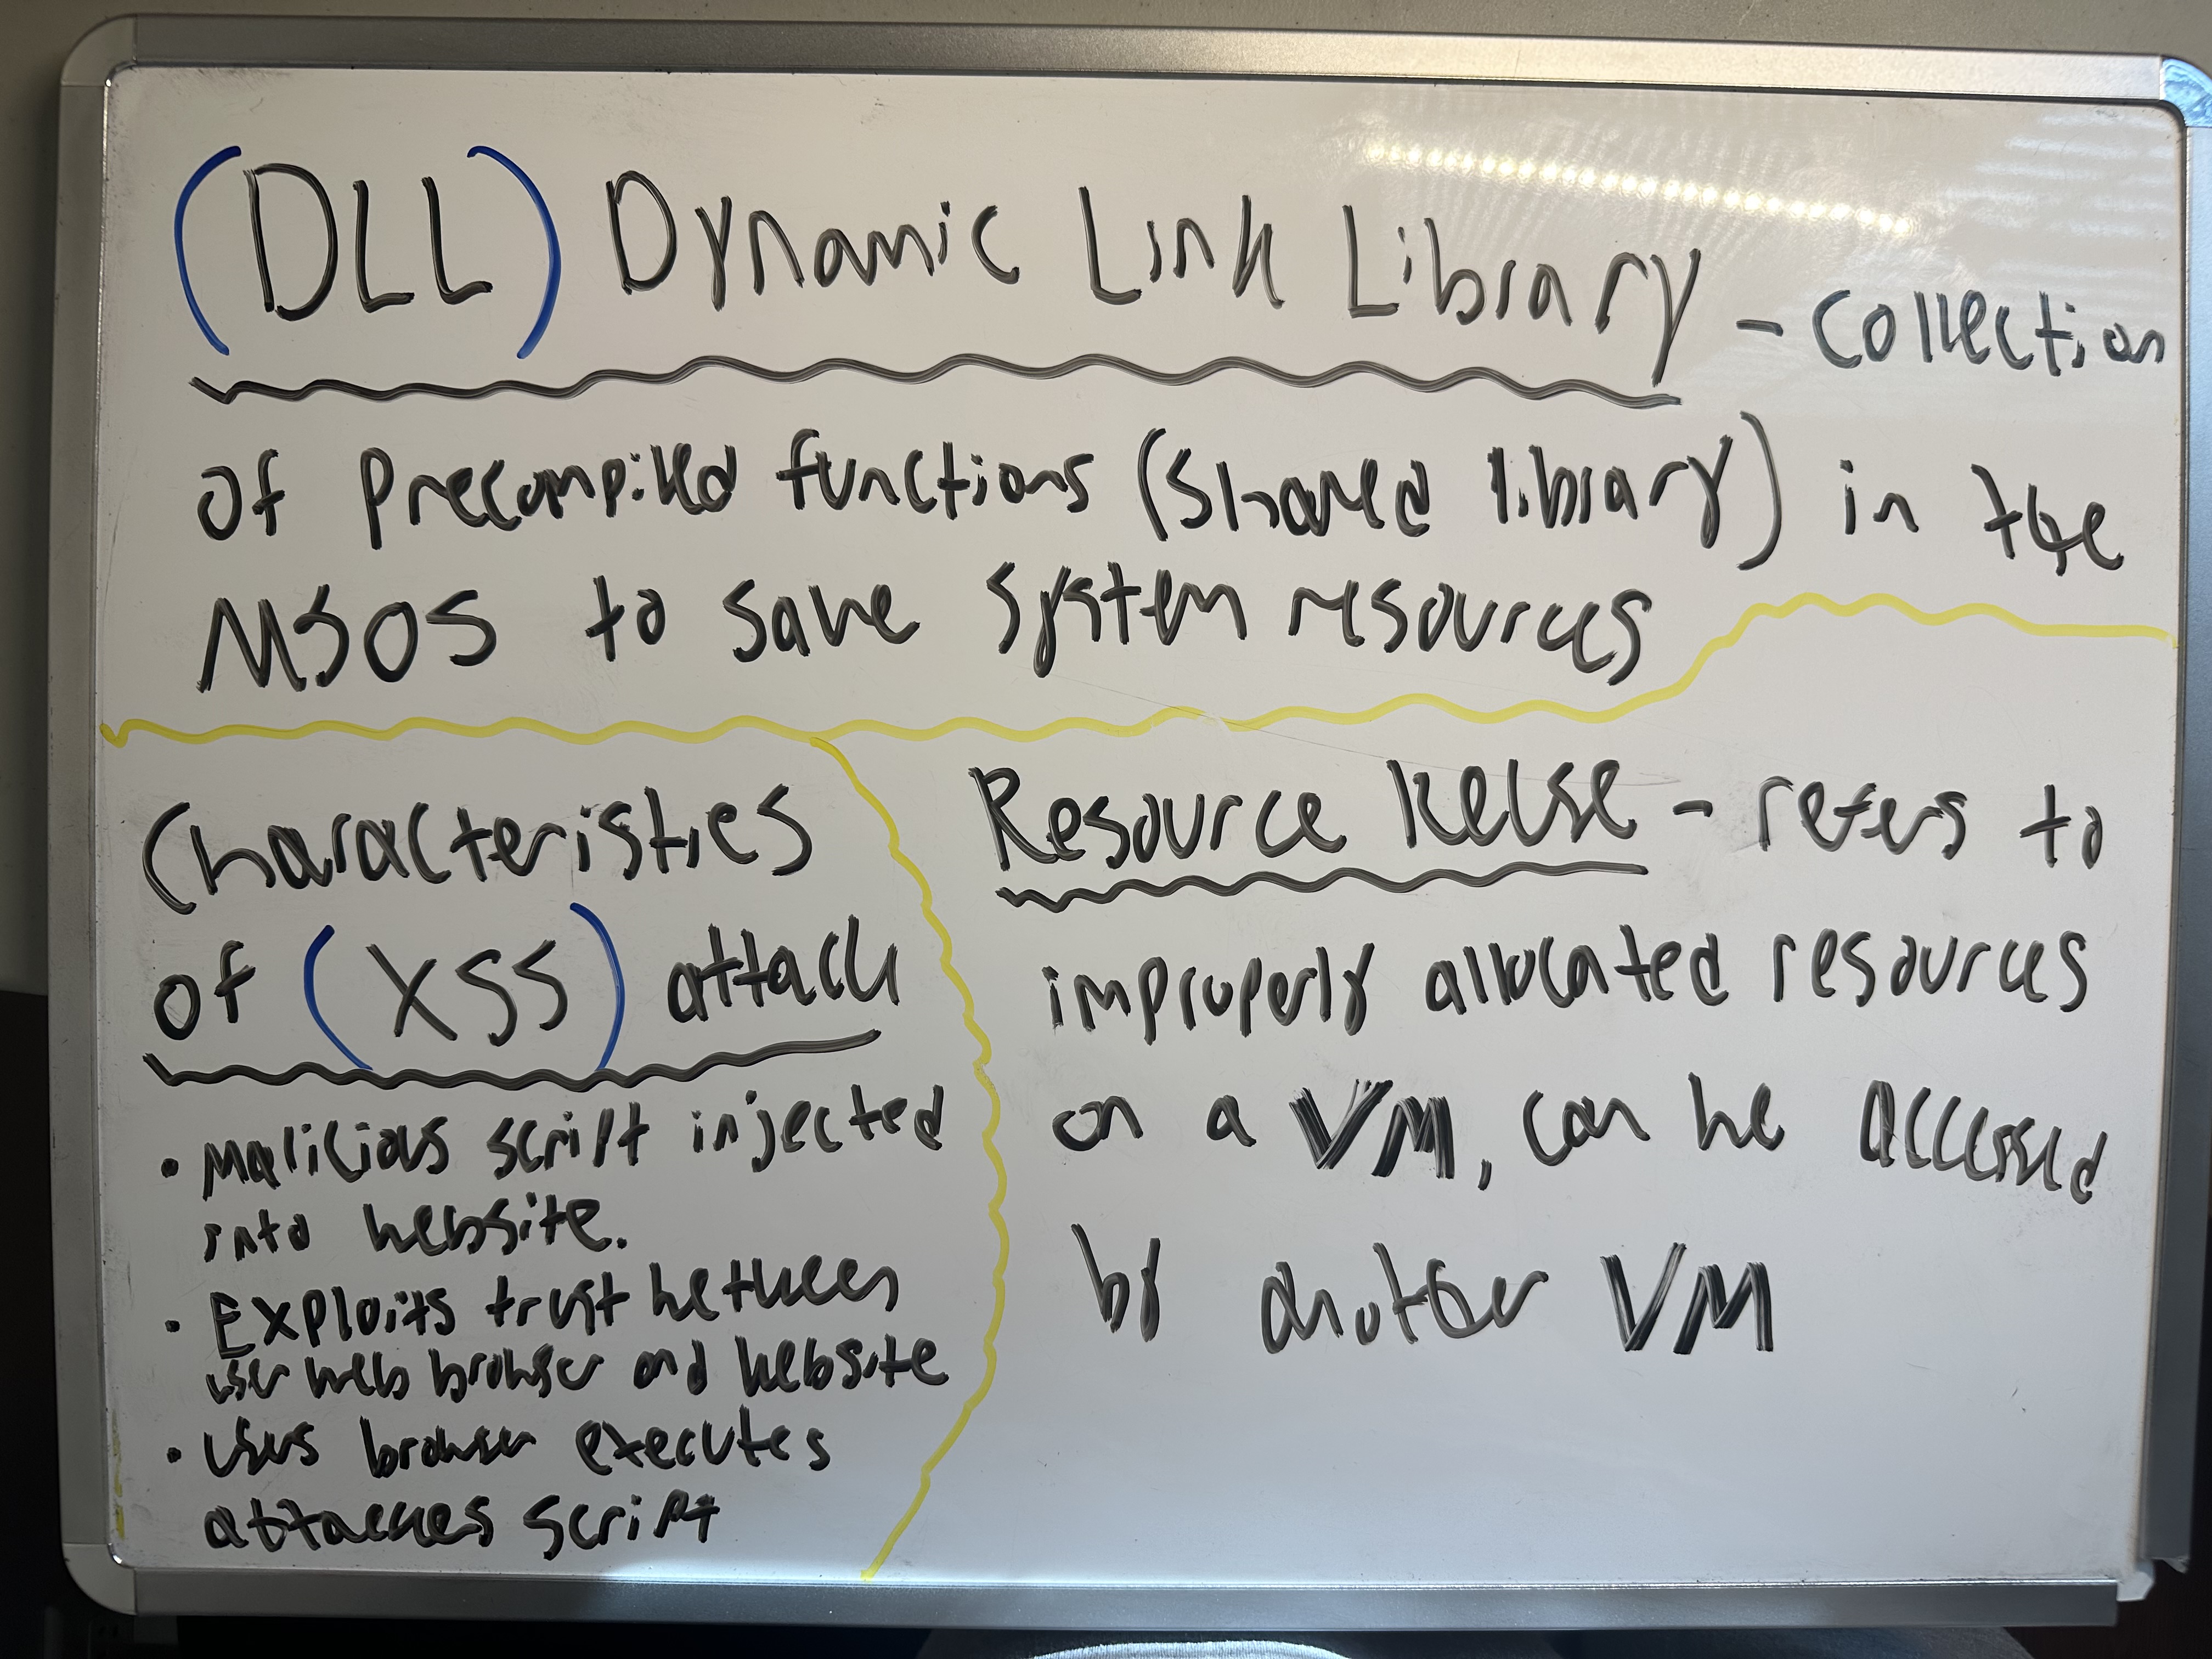 (DLL) Dynamic Link Library - Collection
of Precompiled functions (Shared library) in the
MSOS to save system resources
Characteristics
of (XSS) attack
• Malicious script injected
into website.
• Exploits trust between
user web browser and website
• Users browser executes
attackers script
Resource Reuse - refers to
improperly allocated resources
on a VM, can be accessed
by another VM